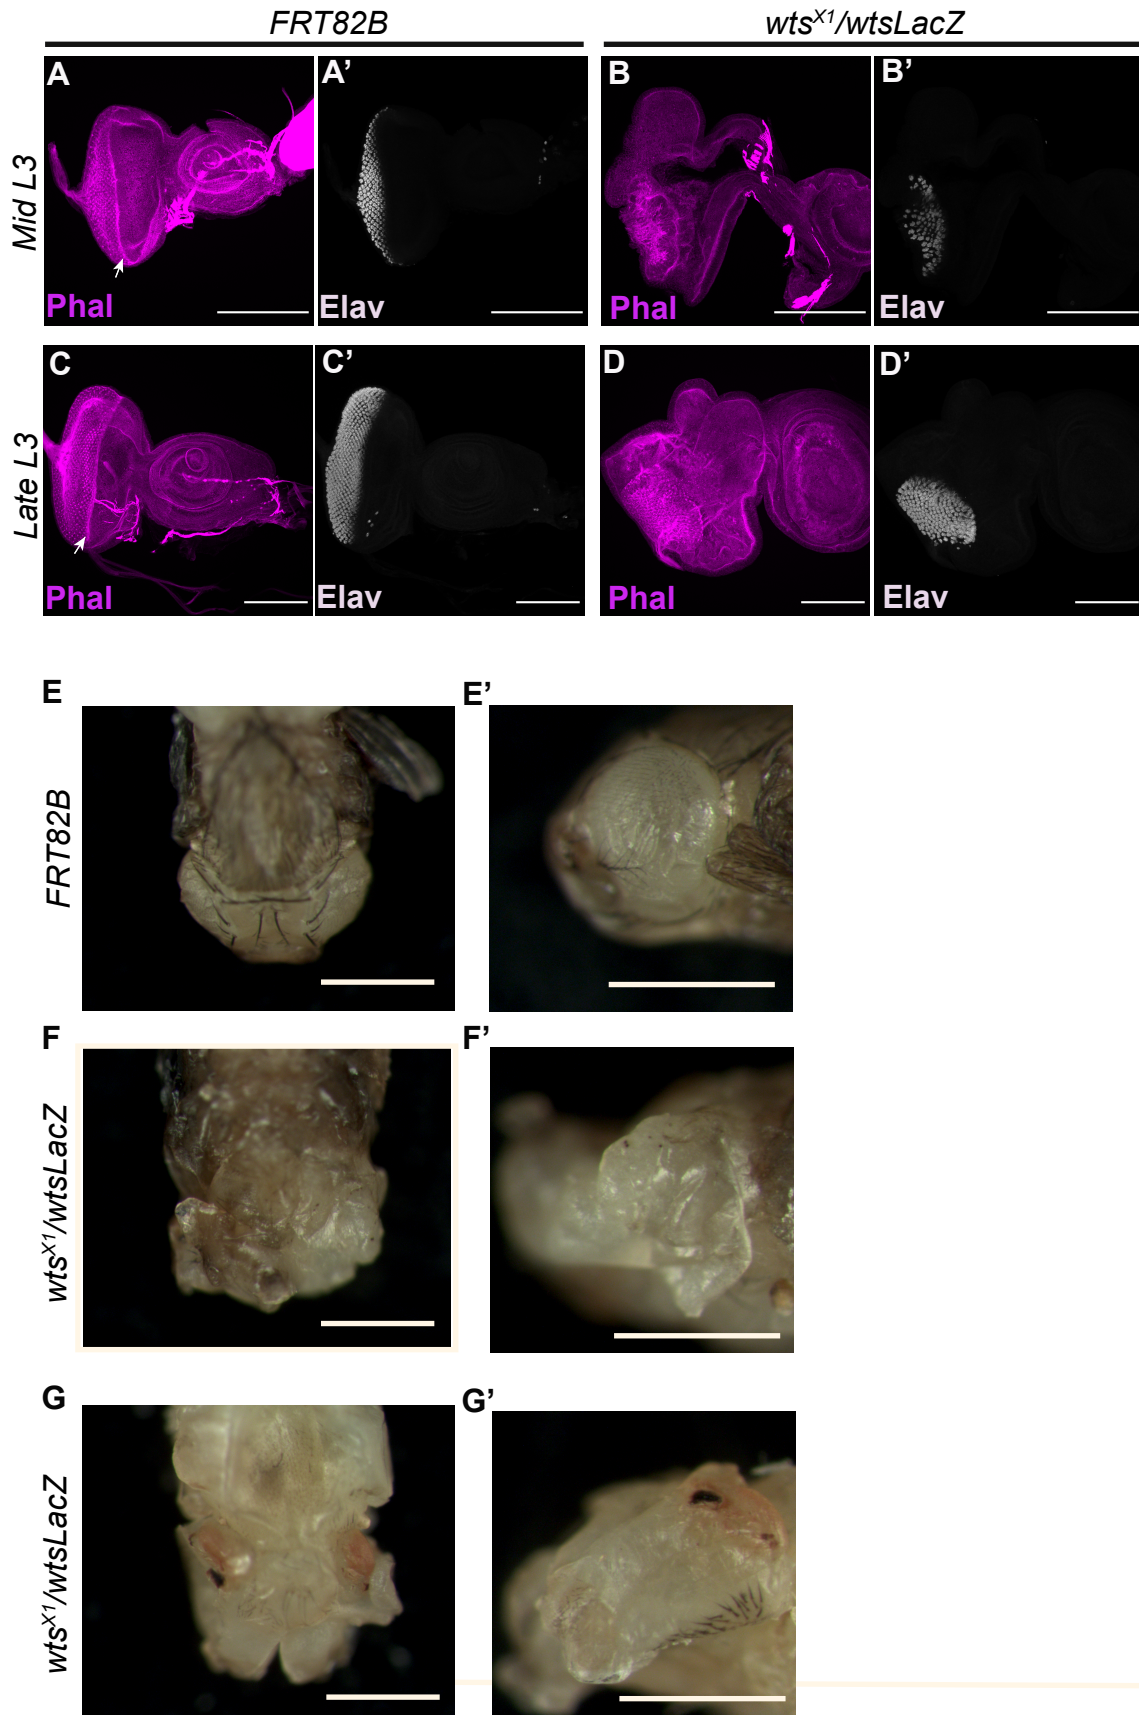 FRT82B wtsX1/wtsLacZ
A A’ B B’
Mid L3
Phal Elav Phal Elav
C C’ D D’
Late L3
Phal Elav Phal Elav
E E’
FRT82B
F F’
wtsX1/wtsLacZ
G G’
wtsX1/wtsLacZ